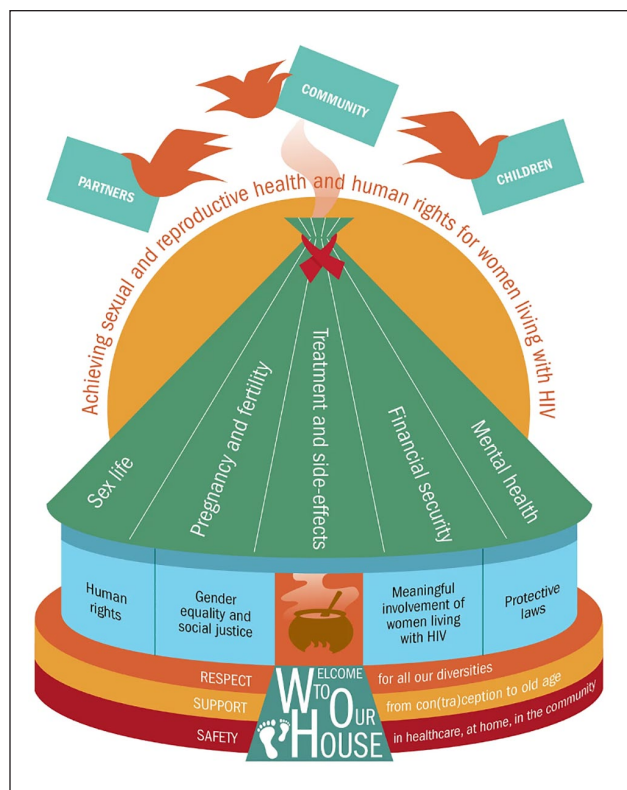 COMMUNITY
PARTNERS
CHILDREN
Achieving sexual and reproductive health and human rights for women living with HIV
Sex life
Pregnancy and fertility
Treatment and side-effects
Financial security
Mental health
Human
rights
Gender
equality and
social justice
Meaningful
involvement of
women living
with HIV
Protective
laws
RESPECT
for all our diversities
SUPPORT
from con(tra)ception to old age
SAFETY
in healthcare, at home, in the community
WELCOME
TO
OUR
HOUSE